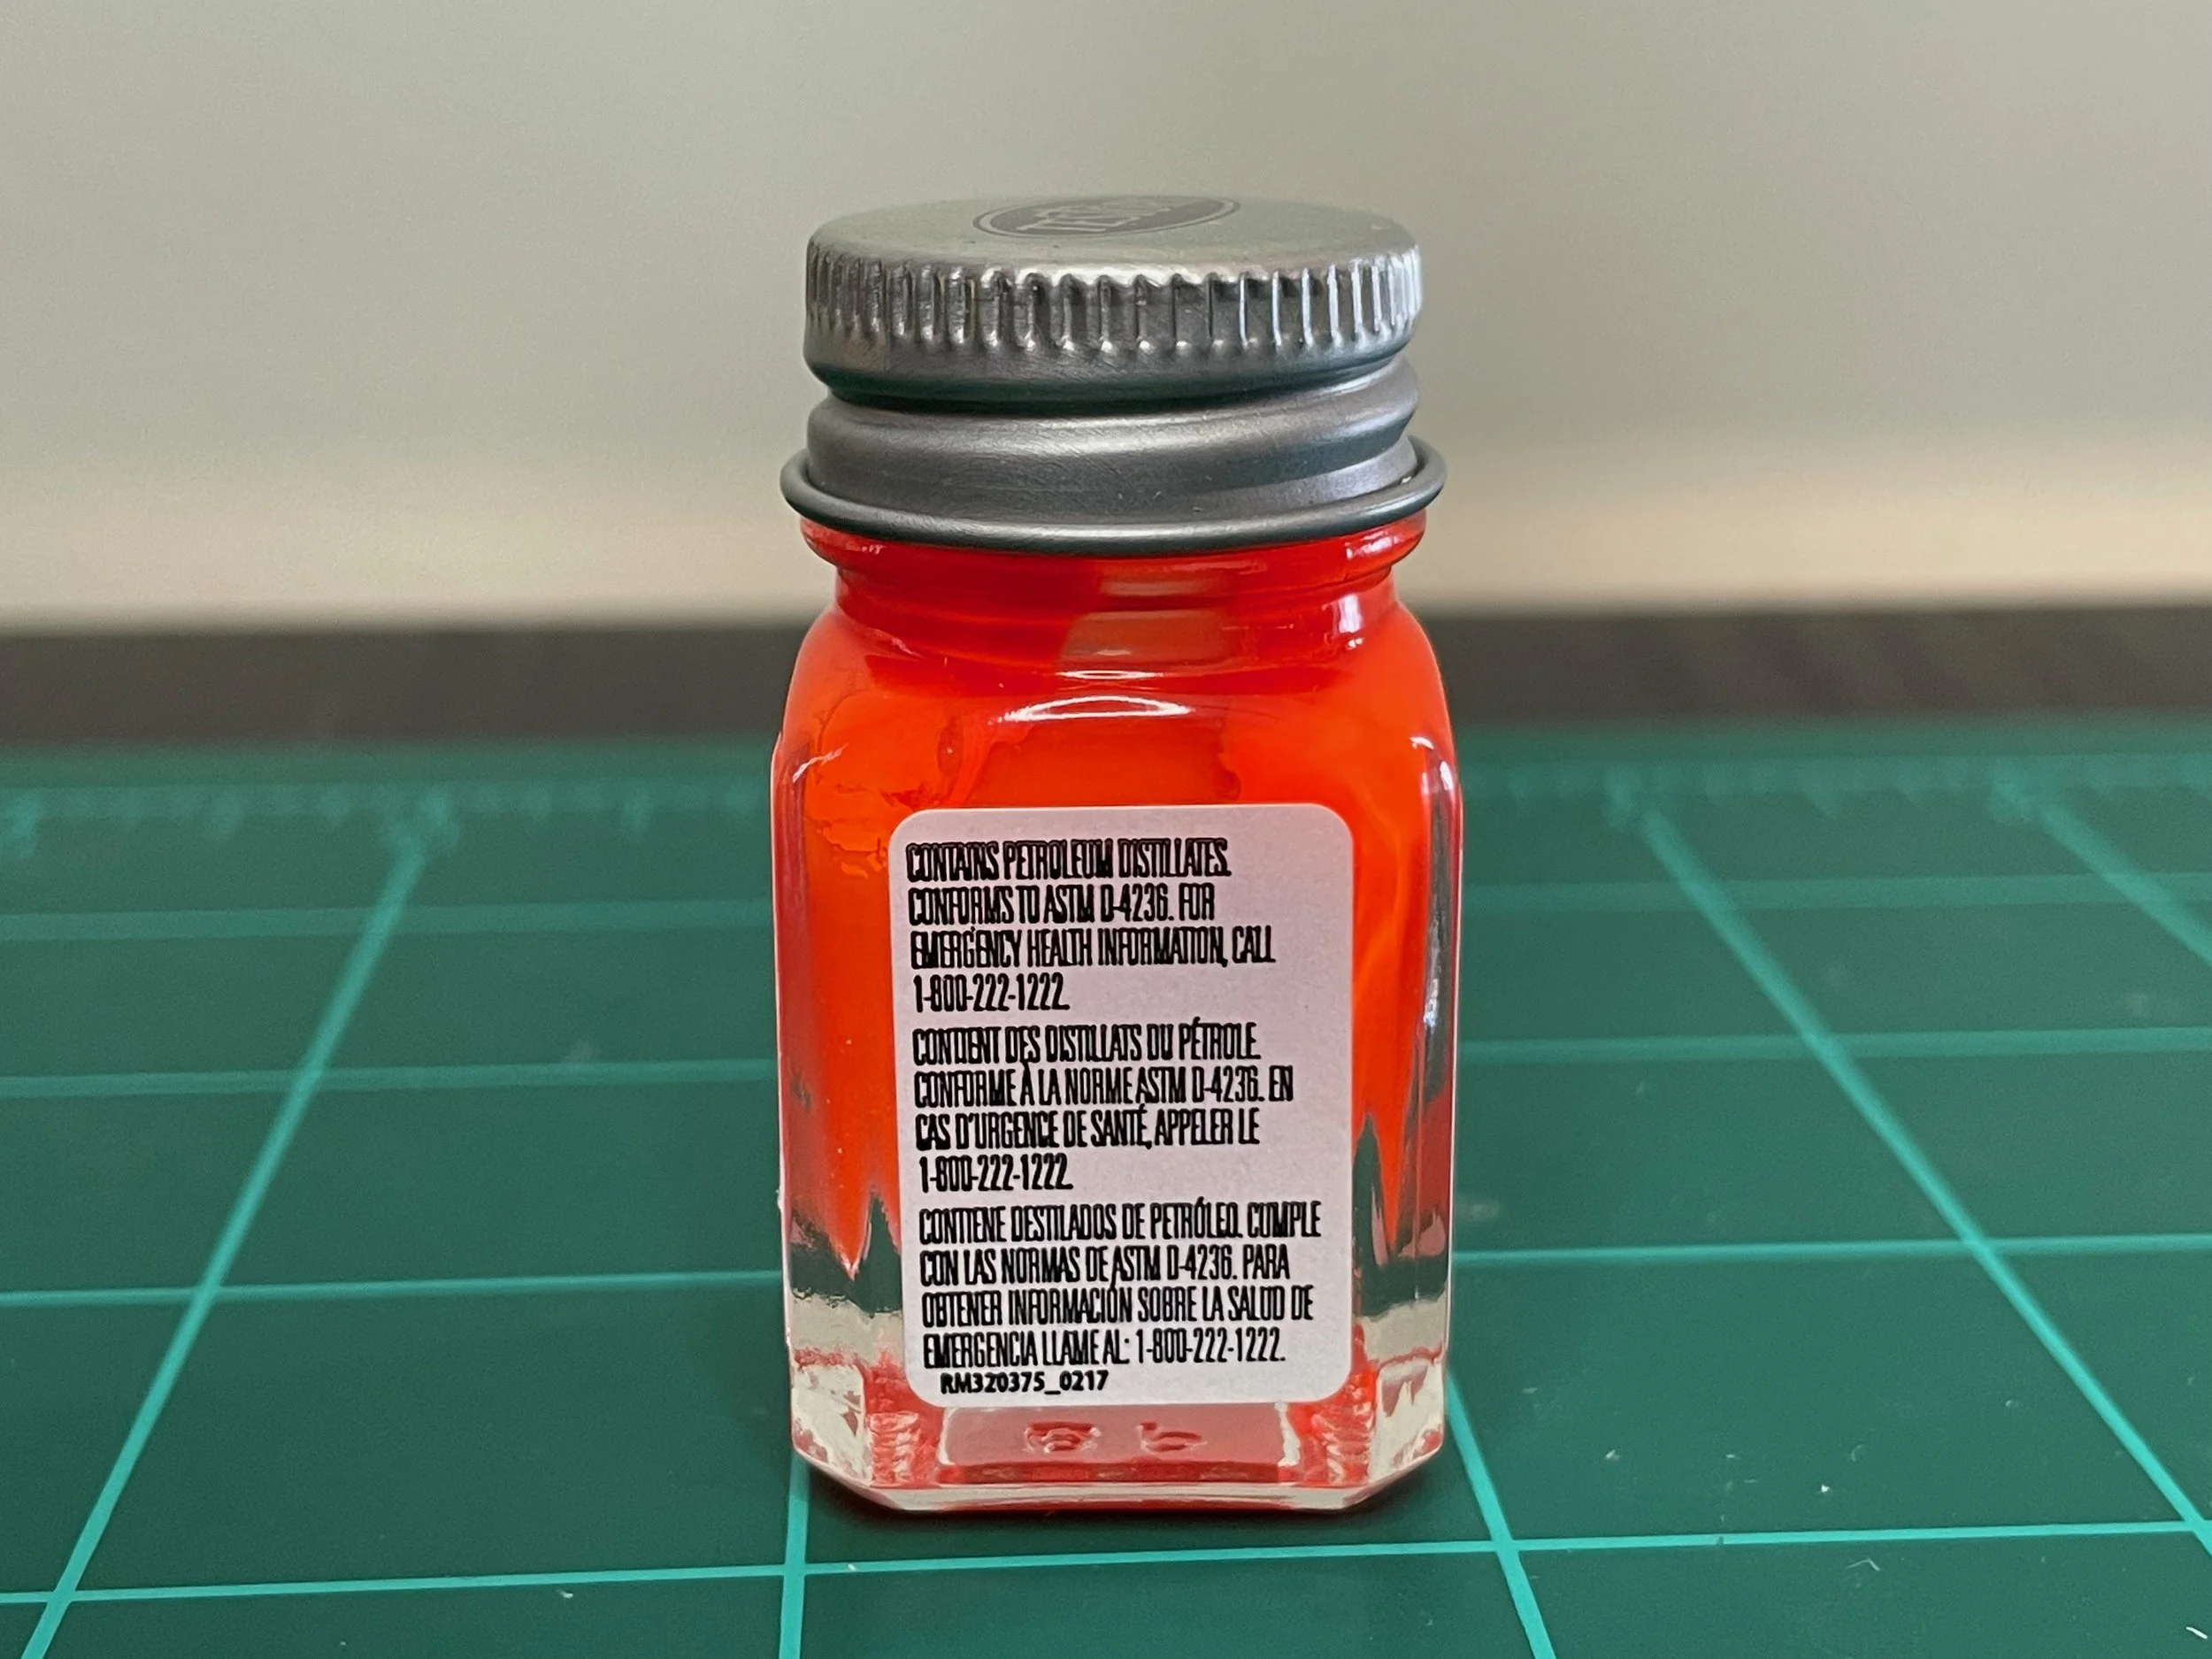 TESTORS
CONTAINS PETROLEUM DISTILLATES.
CONFORMS TO ASTM D-4236. FOR
EMERGENCY HEALTH INFORMATION, CALL
1-800-222-1222.
CONTIENT DES DISTILLATS DU PÉTROLE.
CONFORME À LA NORME ASTM D-4236. EN
CAS D'URGENCE DE SANTÉ, APPELER LE
1-800-222-1222.
CONTIENE DESTILADOS DE PETRÓLEO. CUMPLE
CON LAS NORMAS DE ASTM D-4236. PARA
OBTENER INFORMACIÓN SOBRE LA SALUD DE
EMERGENCIA LLAME AL: 1-800-222-1222.
RM320375_0217